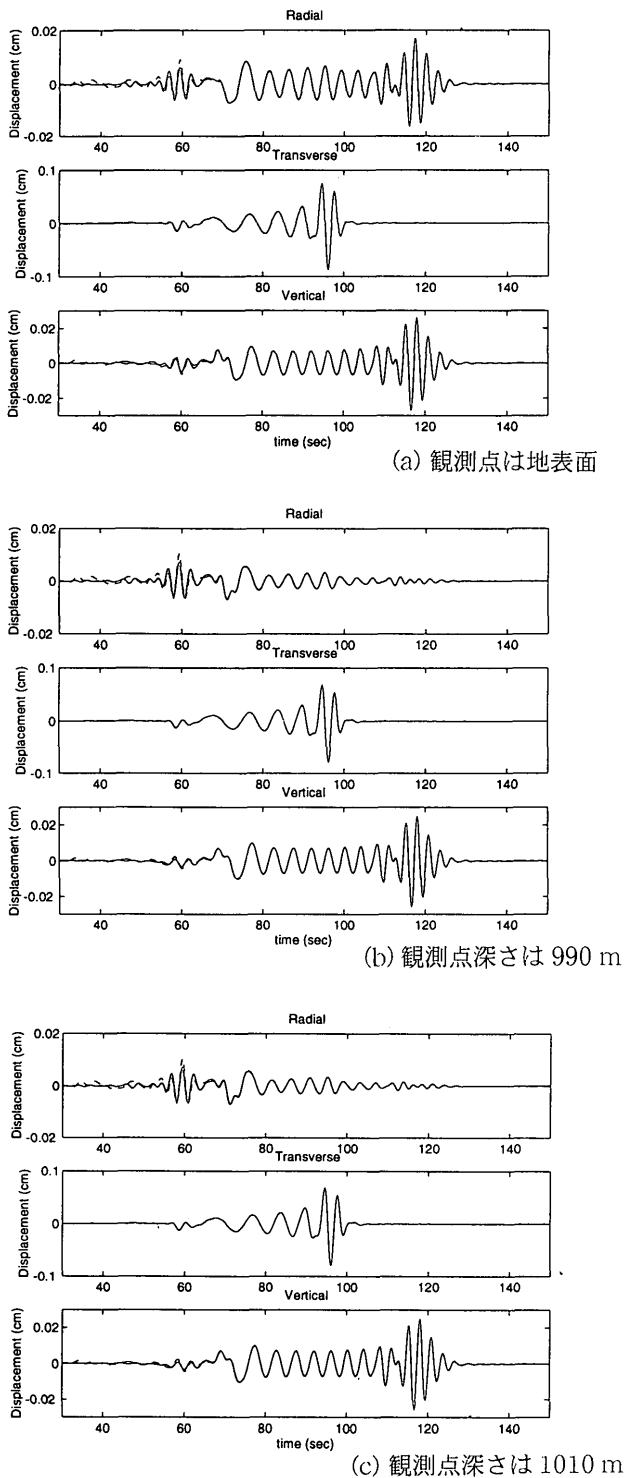 Radial
Displacement (cm)
0.02
0
-0.02
40 60 80 100 120 140
Transverse
Displacement (cm)
0.1
0
-0.1
40 60 80 100 120 140
Vertical
Displacement (cm)
0.02
0
-0.02
40 60 80 100 120 140
time (sec)
(a) 観測点は地表面
Radial
Displacement (cm)
0.02
0
-0.02
40 60 80 100 120 140
Transverse
Displacement (cm)
0.1
0
-0.1
40 60 80 100 120 140
Vertical
Displacement (cm)
0.02
0
-0.02
40 60 80 100 120 140
time (sec)
(b) 観測点深さは 990 m
Radial
Displacement (cm)
0.02
0
-0.02
40 60 80 100 120 140
Transverse
Displacement (cm)
0.1
0
-0.1
40 60 80 100 120 140
Vertical
Displacement (cm)
0.02
0
-0.02
40 60 80 100 120 140
time (sec)
(c) 観測点深さは 1010 m